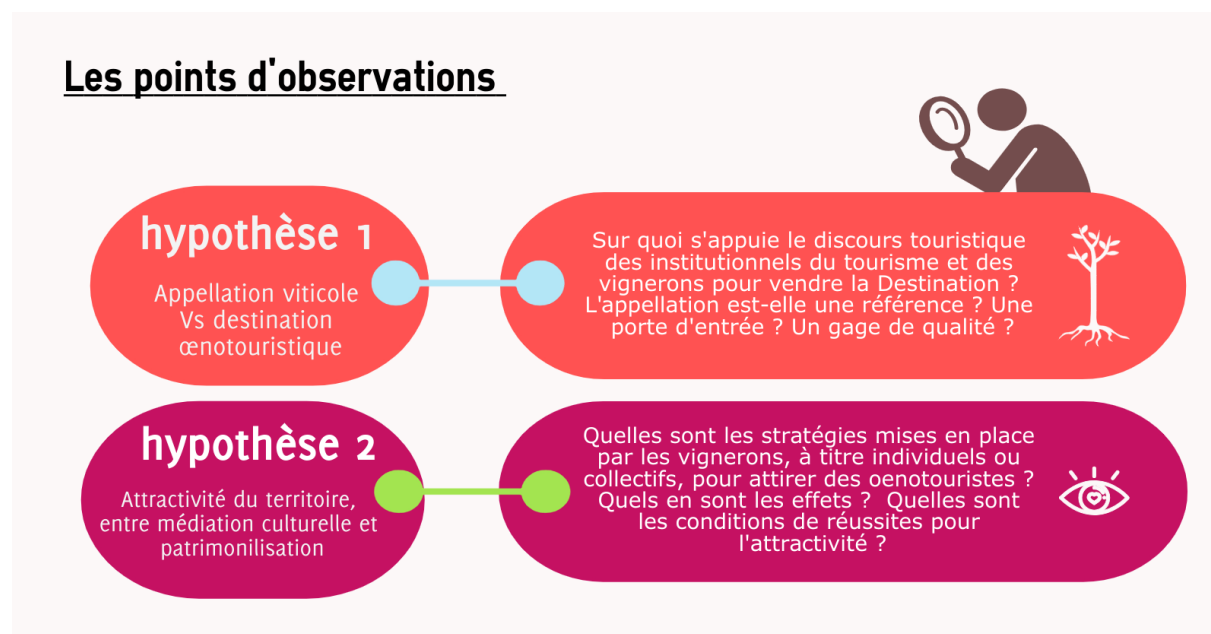 Les points d'observations
hypothèse 1
Appellation viticole
Vs destination
œnotouristique
Sur quoi s'appuie le discours touristique
des institutionnels du tourisme et des
vignerons pour vendre la Destination ?
L'appellation est-elle une référence ? Une
porte d'entrée ? Un gage de qualité ?
hypothèse 2
Attractivité du territoire,
entre médiation culturelle et
patrimonilisation
Quelles sont les stratégies mises en place
par les vignerons, à titre individuels ou
collectifs, pour attirer des oenotouristes ?
Quels en sont les effets ? Quelles sont
les conditions de réussites pour
l'attractivité ?